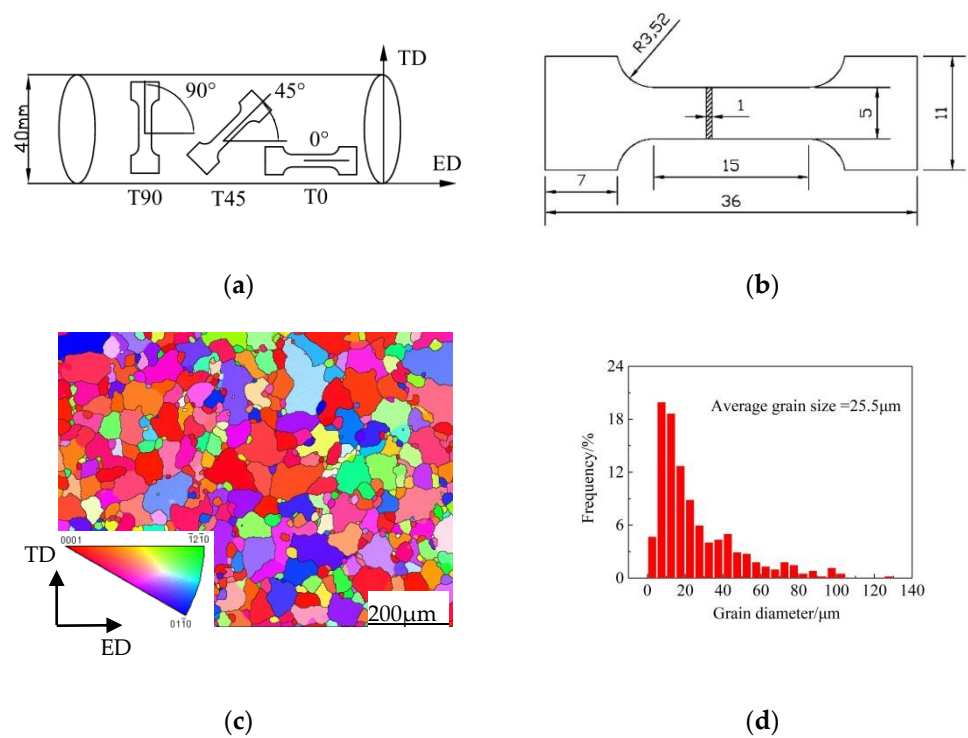 TD
90°
45°
0°
40mm
ED
T90
T45
T0
(a)
R3,52
1
5
11
15
7
36
(b)
0001
1̅21̅0
011̅0
TD
ED
200μm
(c)
24
18
12
6
0
Frequency/%
Average grain size =25.5μm
0 20 40 60 80 100 120 140
Grain diameter/μm
(d)